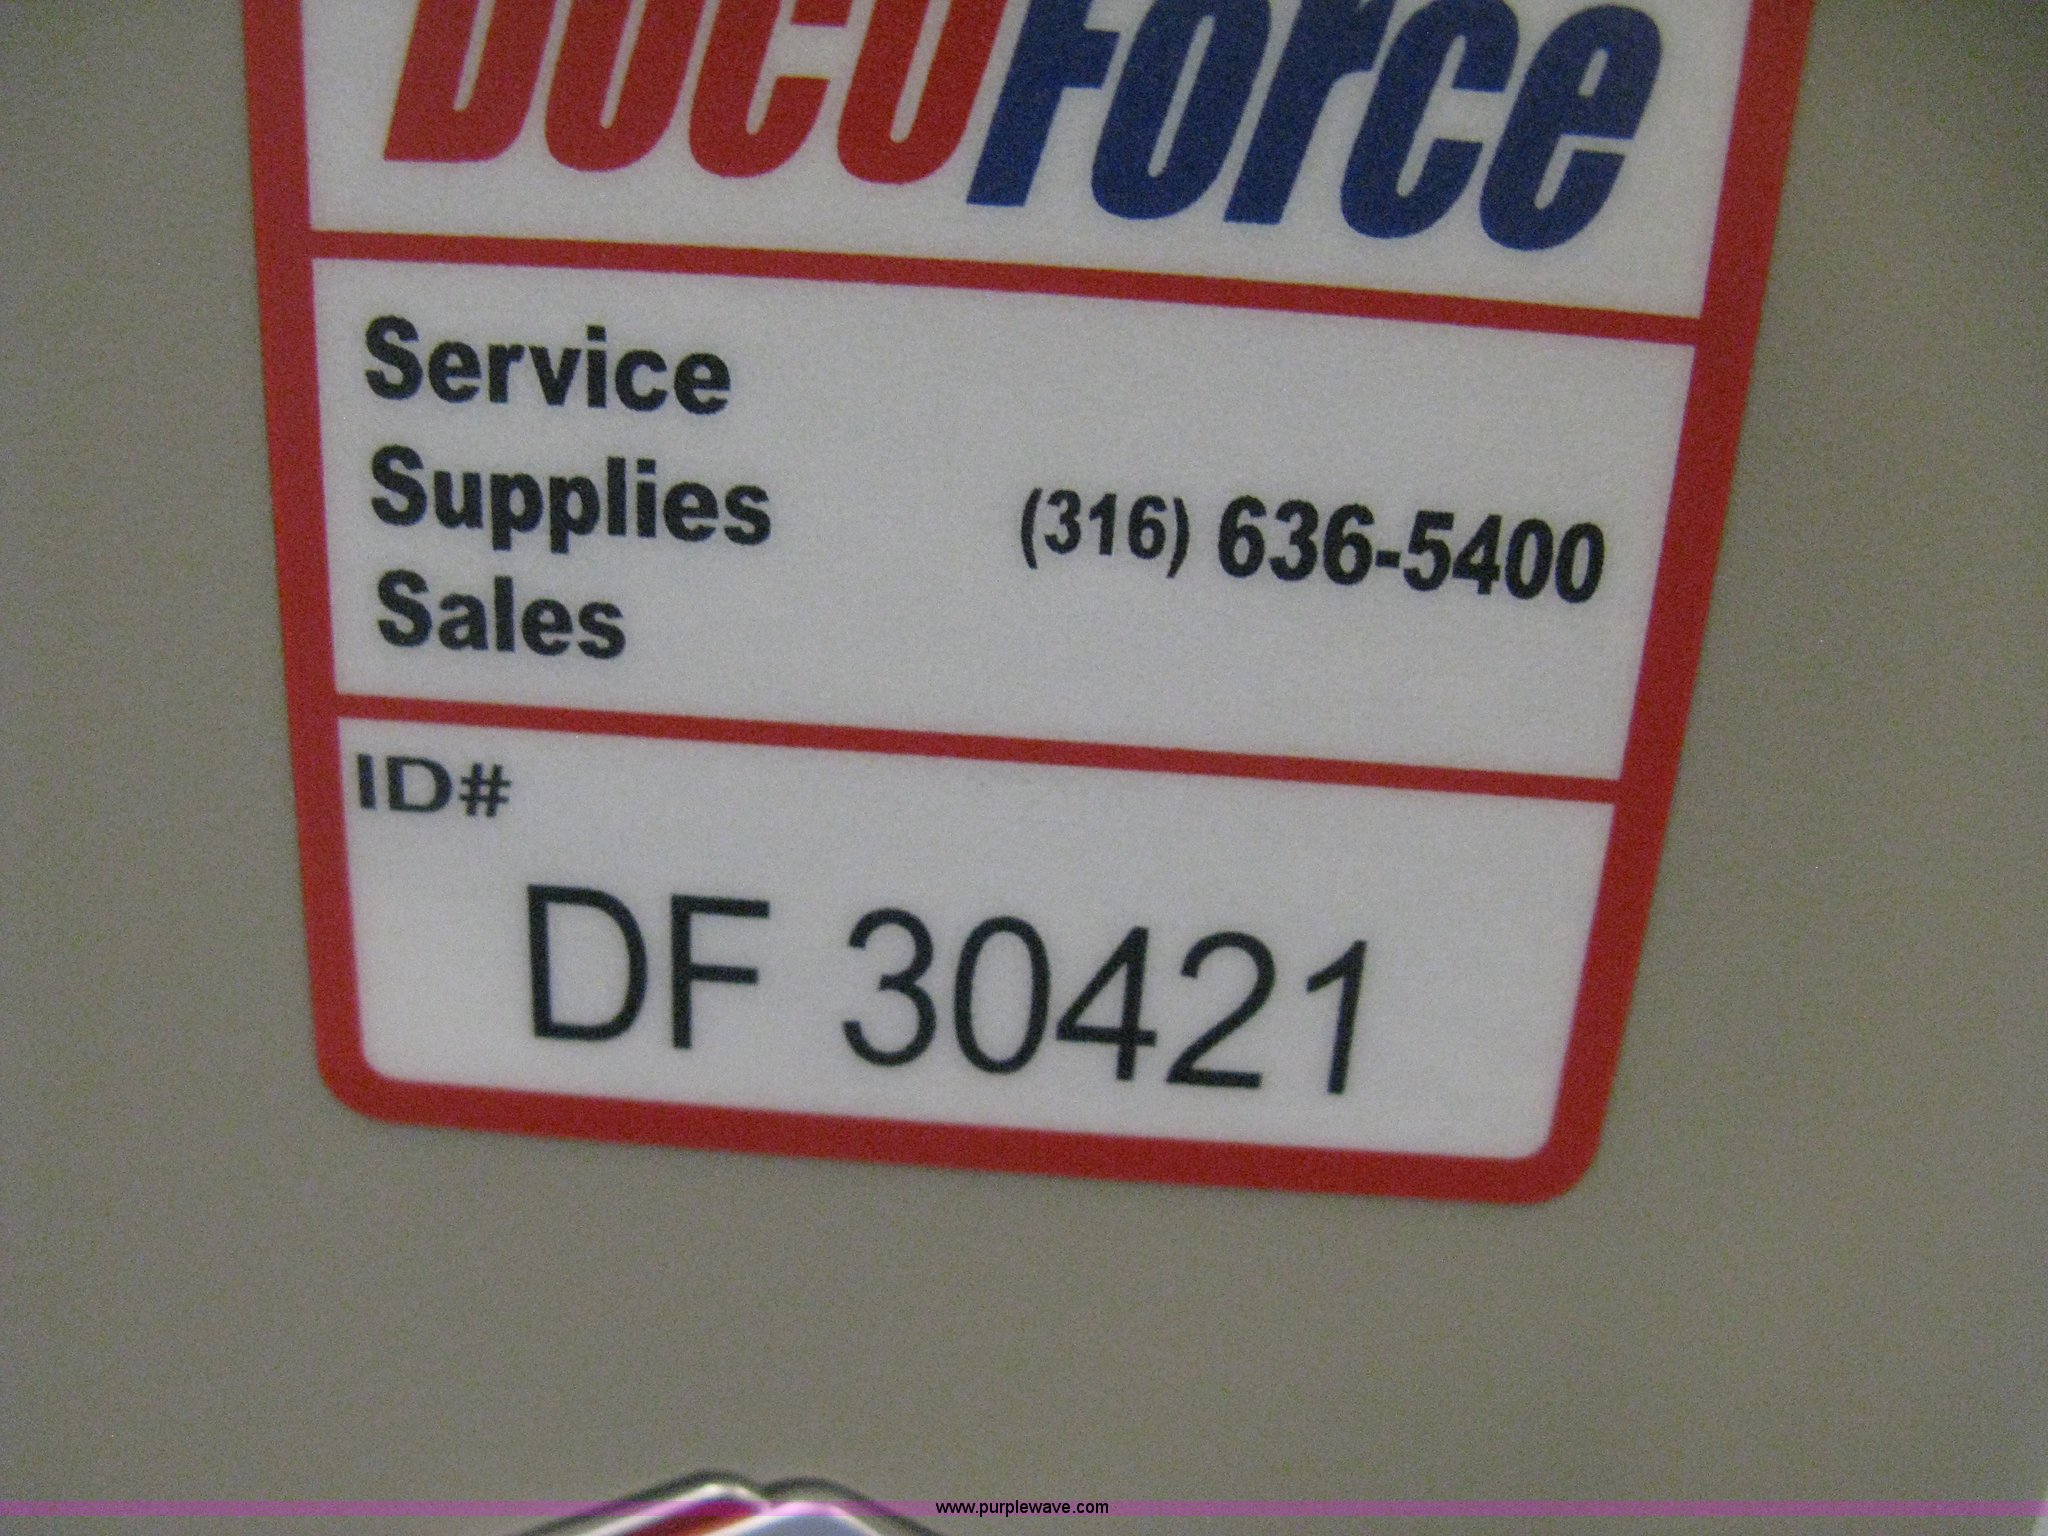 DocuForce
Service
Supplies
Sales
(316) 636-5400
ID#
DF 30421
www.purplewave.com